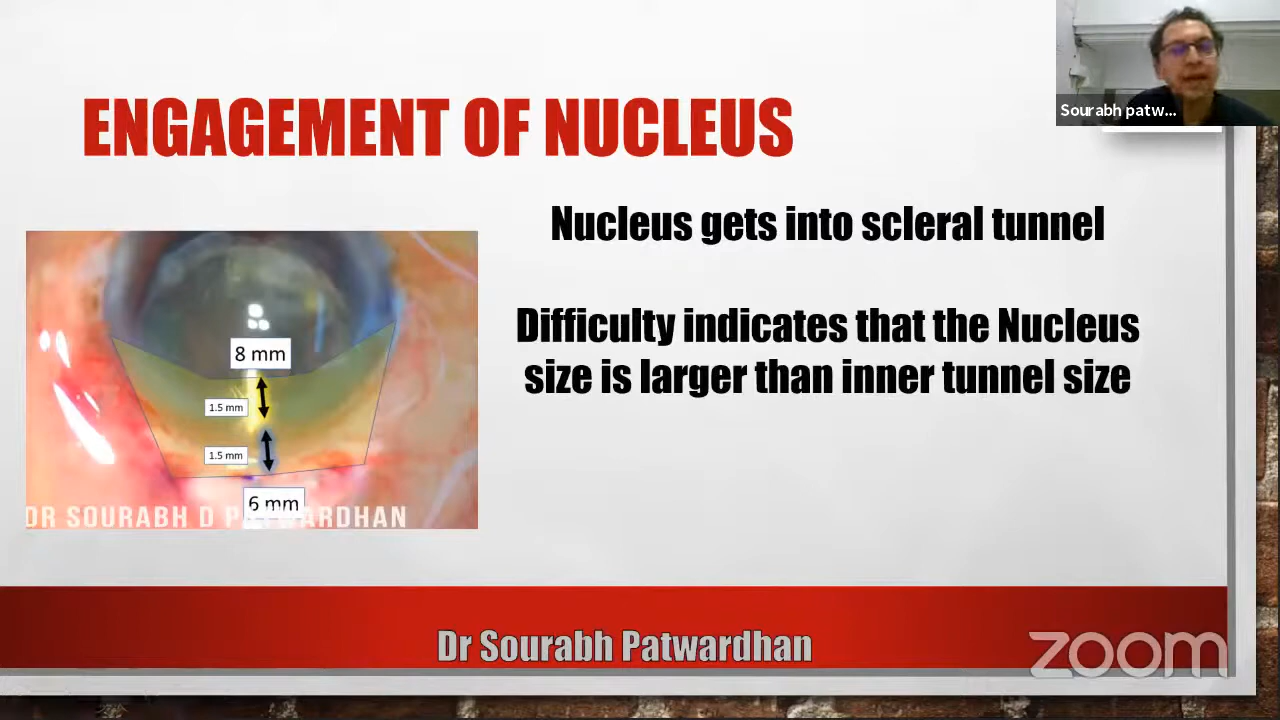 Sourabh patw...
ENGAGEMENT OF NUCLEUS
Nucleus gets into scleral tunnel
Difficulty indicates that the Nucleus
size is larger than inner tunnel size
8 mm
1.5 mm
1.5 mm
6 mm
DR SOURABH D PATWARDHAN
Dr Sourabh Patwardhan
zoom